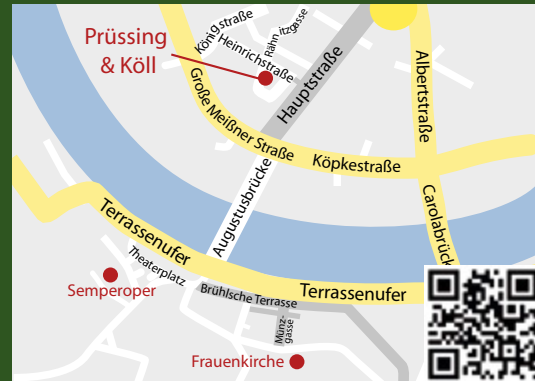 Prüssing
& Köll
Königstraße
Rähnitzgasse
Heinrichstraße
Hauptstraße
Albertstraße
Große Meißner Straße
Köpkestraße
Augustusbrücke
Carolabrück
Terrassenufer
Theaterplatz
Semperoper
Brühlsche Terrasse
Terrassenufer
Münz-
gasse
Frauenkirche